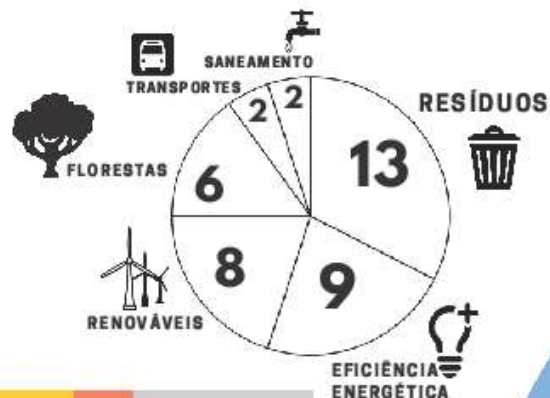 SANEAMENTO
TRANSPORTES
2
2
RESÍDUOS
13
FLORESTAS
6
8
9
RENOVÁVEIS
EFICIÊNCIA
ENERGÉTICA